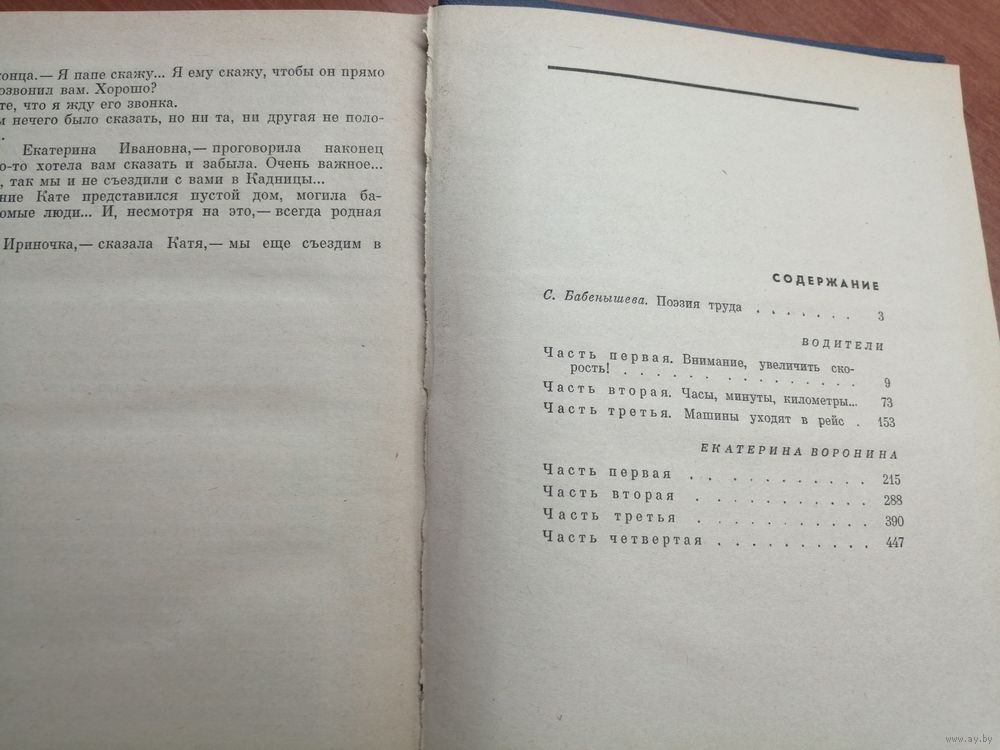 конца.— Я папе скажу... Я ему скажу, чтобы он прямо
озвонил вам. Хорошо?
те, что я жду его звонка.
м нечего было сказать, но ни та, ни другая не поло-
..
Екатерина Ивановна,— проговорила наконец
о-то хотела вам сказать и забыла. Очень важное...
, так мы и не съездили с вами в Кадницы...
ние Кате представился пустой дом, могила ба-
омые люди... И, несмотря на это,— всегда родная
Ириночка,— сказала Катя,— мы еще съездим в
СОДЕРЖАНИЕ
С. Бабенышева. Поэзия труда . . . . . . . 3
ВОДИТЕЛИ
Часть первая. Внимание, увеличить ско-
рость! . . . . . . . . . . . . . . 9
Часть вторая. Часы, минуты, километры... 73
Часть третья. Машины уходят в рейс . 153
ЕКАТЕРИНА ВОРОНИНА
Часть первая . . . . . . . . . . 215
Часть вторая . . . . . . . . . . 288
Часть третья . . . . . . . . . . 390
Часть четвертая . . . . . . . . . . 447
www.ay.by